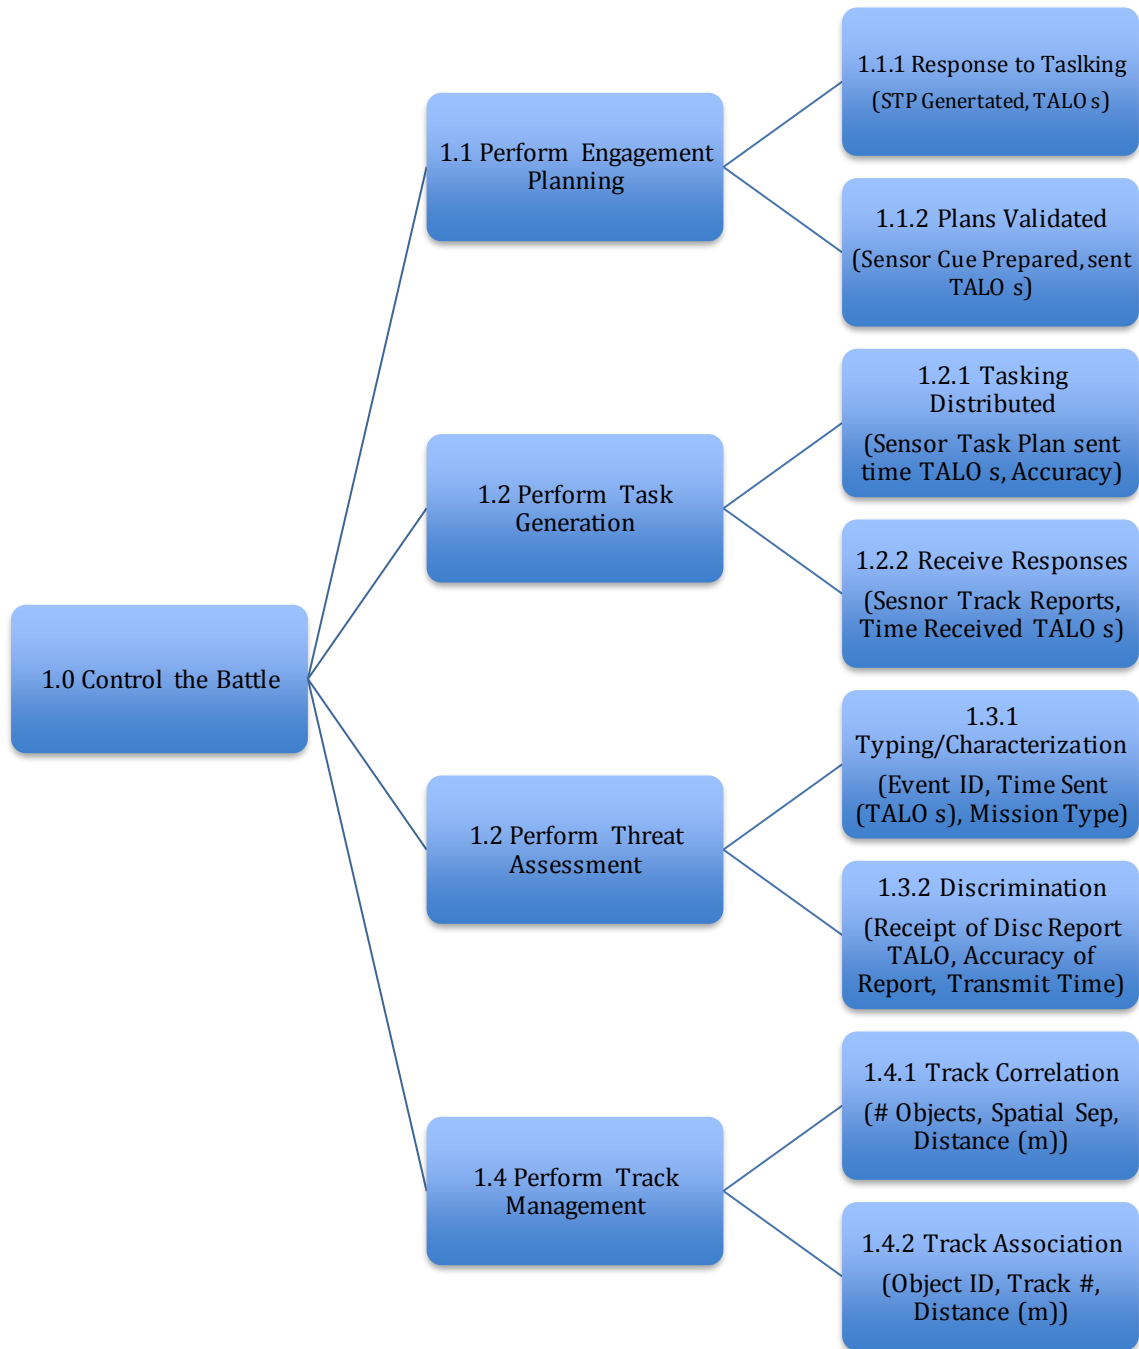 1.0 Control the Battle
1.1 Perform Engagement
Planning
1.1.1 Response to Taslking
(STP Genertated, TALO s)
1.1.2 Plans Validated
(Sensor Cue Prepared, sent
TALO s)
1.2 Perform Task
Generation
1.2.1 Tasking
Distributed
(Sensor Task Plan sent
time TALO s, Accuracy)
1.2.2 Receive Responses
(Sesnor Track Reports,
Time Received TALO s)
1.2 Perform Threat
Assessment
1.3.1
Typing/Characterization
(Event ID, Time Sent
(TALO s), Mission Type)
1.3.2 Discrimination
(Receipt of Disc Report
TALO, Accuracy of
Report, Transmit Time)
1.4 Perform Track
Management
1.4.1 Track Correlation
(# Objects, Spatial Sep,
Distance (m))
1.4.2 Track Association
(Object ID, Track #,
Distance (m))